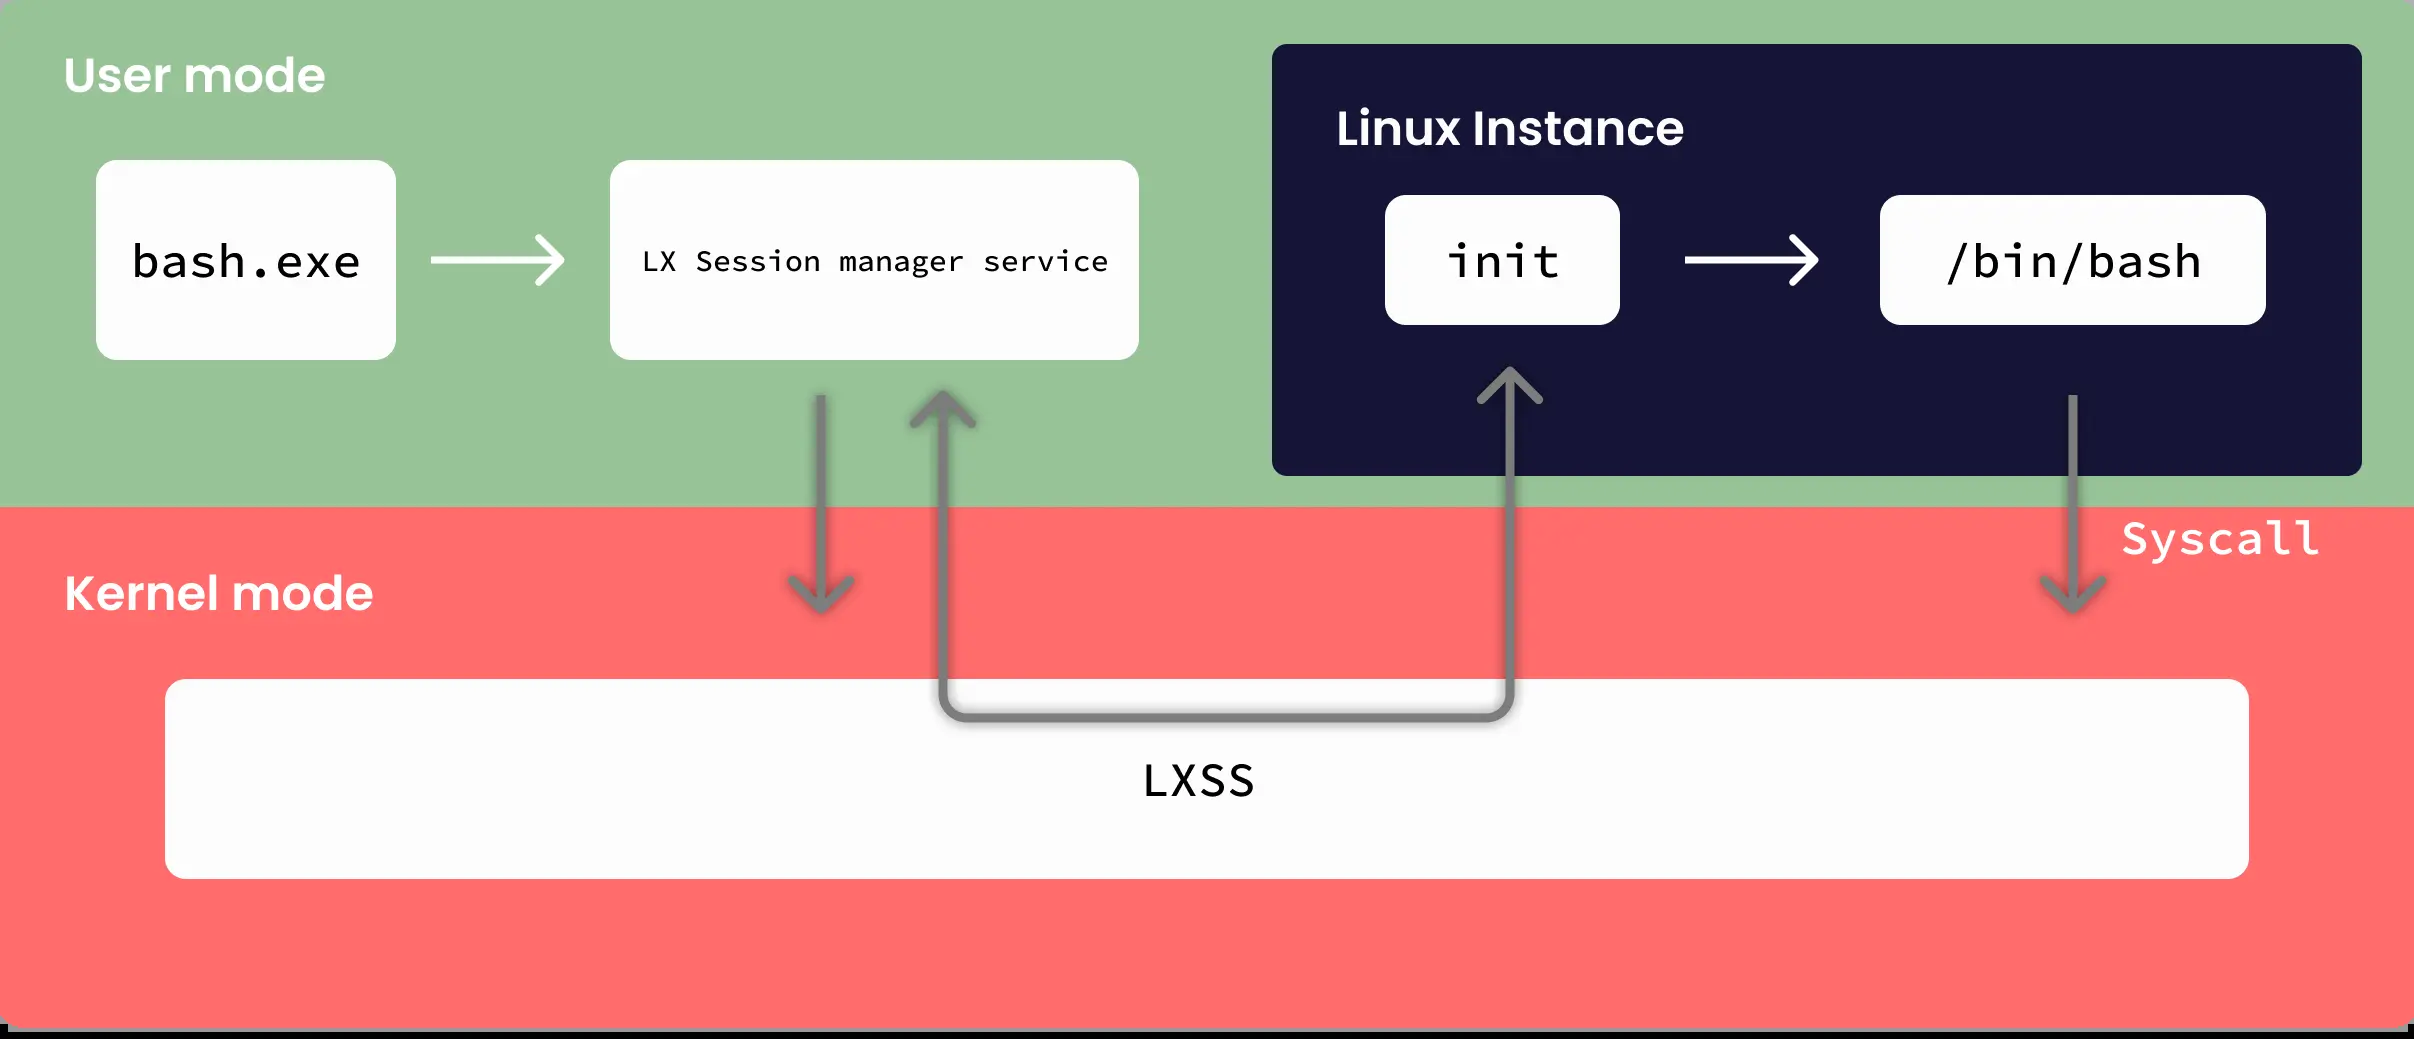 User mode
Linux Instance
bash.exe
LX Session manager service
init
/bin/bash
Syscall
Kernel mode
LXSS